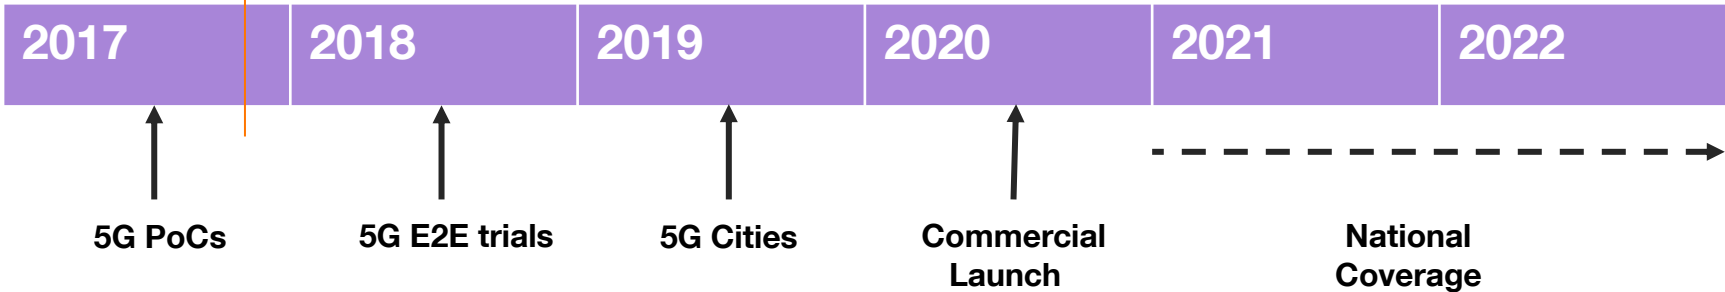 2017
2018
2019
2020
2021
2022
5G PoCs
5G E2E trials
5G Cities
Commercial
Launch
National
Coverage